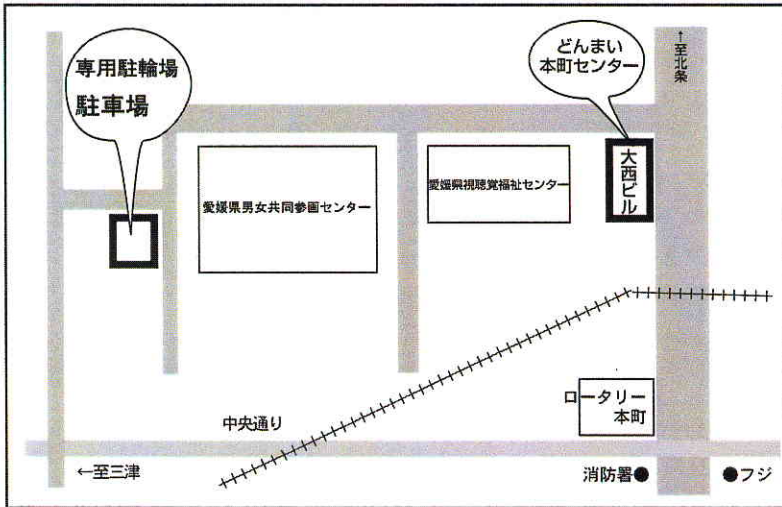 専用駐輪場
駐車場
どんまい
本町センター
↑至北条
大西ビル
愛媛県男女共同参画センター
愛媛県視聴覚福祉センター
ロータリー
本町
中央通り
←至三津
消防署●
●フジ